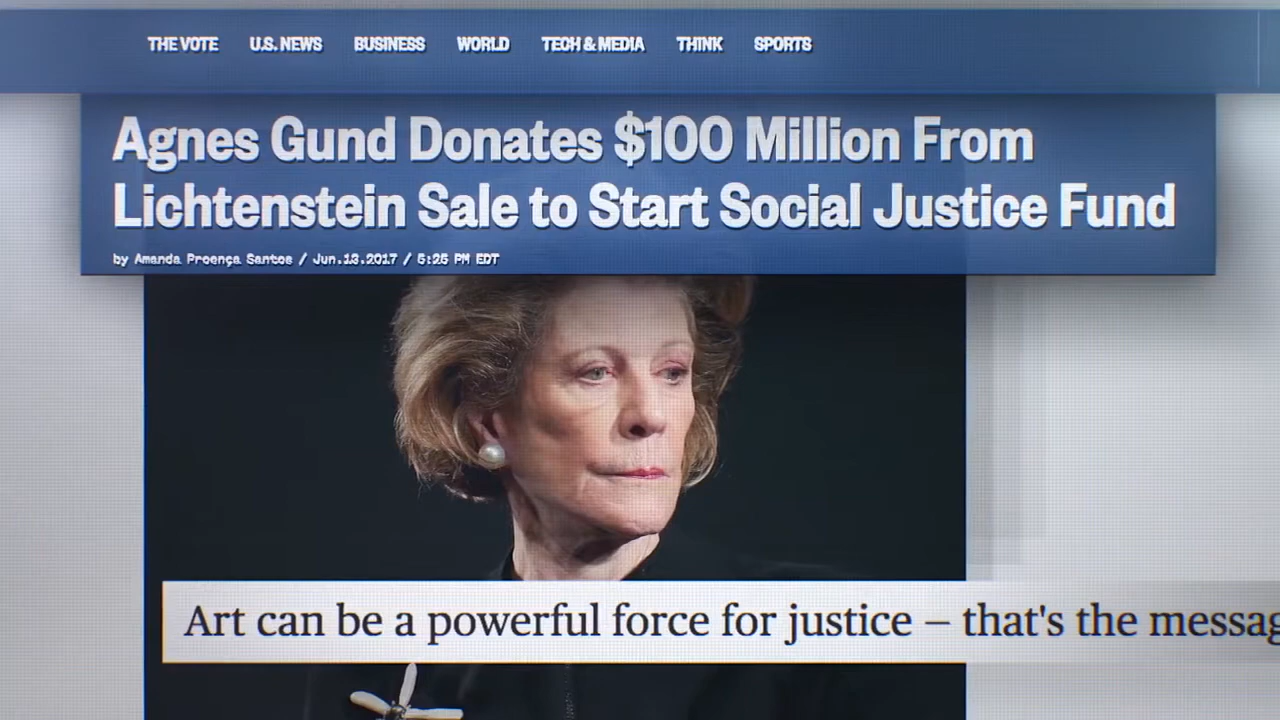 THE VOTE U.S. NEWS BUSINESS WORLD TECH & MEDIA THINK SPORTS
Agnes Gund Donates $100 Million From
Lichtenstein Sale to Start Social Justice Fund
by Amanda Proença Santos / Jun.13.2017 / 5:25 PM EDT
Art can be a powerful force for justice – that's the messag